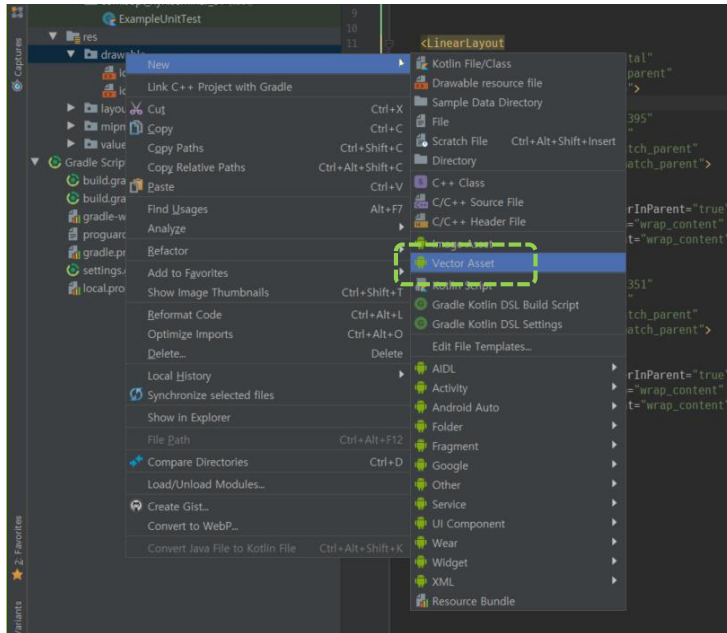 Captures
ExampleUnitTest
res
New
Link C++ Project with Gradle
Cut Ctrl+X
Copy Ctrl+C
Copy Paths Ctrl+Shift+C
Copy Relative Paths Ctrl+Alt+Shift+C
Paste Ctrl+V
Find Usages Alt+F7
Analyze
Refactor
Add to Favorites
Show Image Thumbnails Ctrl+Shift+T
Reformat Code Ctrl+Alt+L
Optimize Imports Ctrl+Alt+O
Delete... Delete
Local History
Synchronize selected files
Show in Explorer
File Path Ctrl+Alt+F12
Compare Directories Ctrl+D
Load/Unload Modules...
Create Gist...
Convert to WebP...
Convert Java File to Kotlin File Ctrl+Alt+Shift+K
Gradle Scrip
build.gra
build.gra
gradle-w
proguard
gradle.pr
settings.
local.pro
2: Favorites
ariants
9
10
11
<LinearLayout
Kotlin File/Class
Drawable resource file
Sample Data Directory
File
Scratch File Ctrl+Alt+Shift+Insert
Directory
C++ Class
C/C++ Source File
C/C++ Header File
Image Asset
Vector Asset
Kotlin Script
Gradle Kotlin DSL Build Script
Gradle Kotlin DSL Settings
Edit File Templates...
AIDL
Activity
Android Auto
Folder
Fragment
Google
Other
Service
UI Component
Wear
Widget
XML
Resource Bundle
tal"
parent"
">
395"
"
tch_parent"
atch_parent">
rInParent="true"
="wrap_content"
t="wrap_content"
351"
"
tch_parent"
atch_parent">
erInParent="true"
="wrap_content"
t="wrap_content"